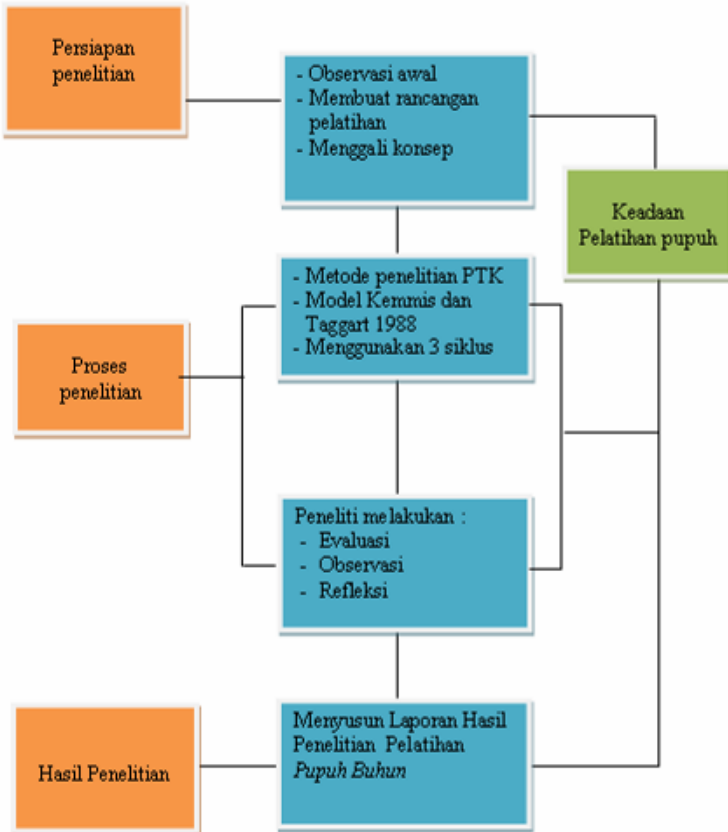 Persiapan
penelitian
- Observasi awal
- Membuat rancangan
pelatihan
- Menggali konsep
Keadaan
Pelatihan pupuh
- Metode penelitian PTK
- Model Kemmis dan
Taggart 1988
- Menggunakan 3 siklus
Proses
penelitian
Peneliti melakukan :
- Evaluasi
- Observasi
- Refleksi
Hasil Penelitian
Menyusun Laporan Hasil
Penelitian Pelatihan
Pupuh Buhun